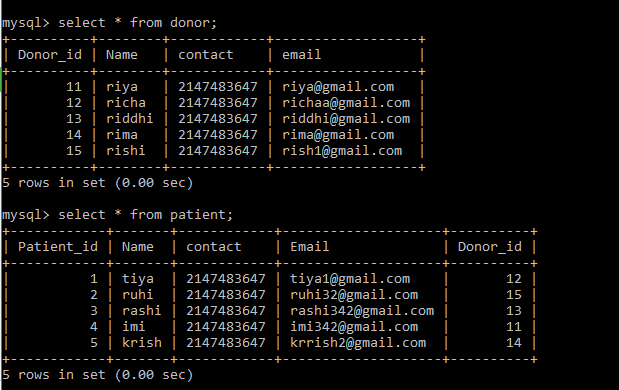 mysql> select * from donor;
+----------+--------+------------+------------------+
| Donor_id | Name   | contact    | email            |
+----------+--------+------------+------------------+
|       11 | riya   | 2147483647 | riya@gmail.com   |
|       12 | richa  | 2147483647 | richaa@gmail.com |
|       13 | riddhi | 2147483647 | riddhi@gmail.com |
|       14 | rima   | 2147483647 | rima@gmail.com   |
|       15 | rishi  | 2147483647 | rish1@gmail.com  |
+----------+--------+------------+------------------+
5 rows in set (0.00 sec)

mysql> select * from patient;
+------------+-------+------------+--------------------+----------+
| Patient_id | Name  | contact    | Email              | Donor_id |
+------------+-------+------------+--------------------+----------+
|          1 | tiya  | 2147483647 | tiya1@gmail.com    |       12 |
|          2 | ruhi  | 2147483647 | ruhi32@gmail.com   |       15 |
|          3 | rashi | 2147483647 | rashi342@gmail.com |       13 |
|          4 | imi   | 2147483647 | imi342@gmail.com   |       11 |
|          5 | krish | 2147483647 | krrish2@gmail.com  |       14 |
+------------+-------+------------+--------------------+----------+
5 rows in set (0.00 sec)